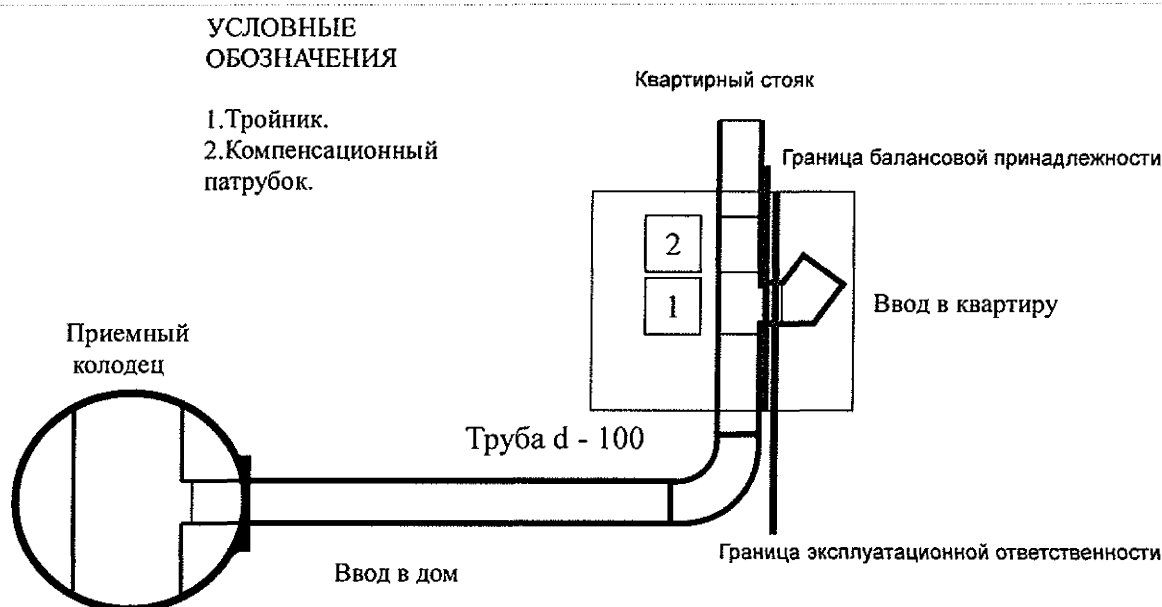 УСЛОВНЫЕ
ОБОЗНАЧЕНИЯ
1.Тройник.
2.Компенсационный
патрубок.
Квартирный стояк
Граница балансовой принадлежности
2
1
Ввод в квартиру
Приемный
колодец
Труба d - 100
Граница эксплуатационной ответственности
Ввод в дом